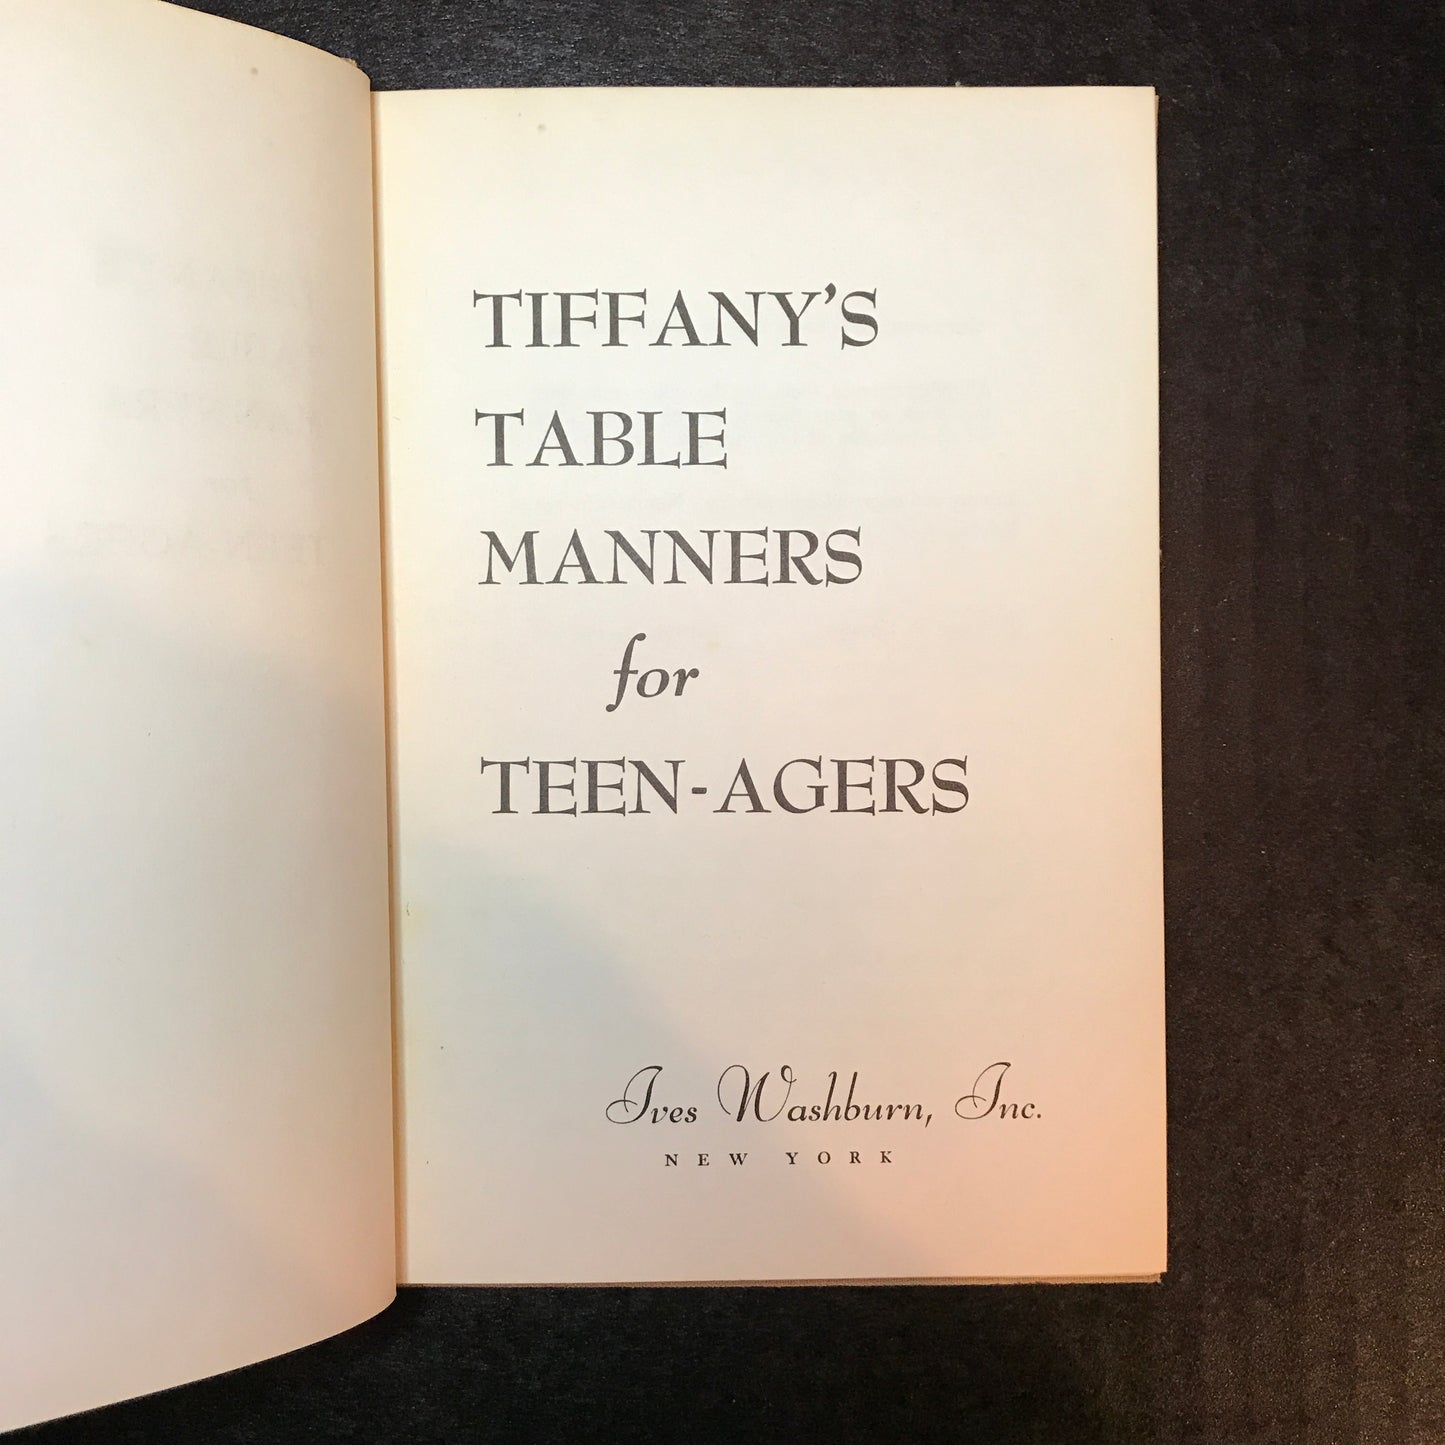 TIFFANY'S
TABLE
MANNERS
for
TEEN-AGERS
Ives Washburn, Inc.
NEW YORK